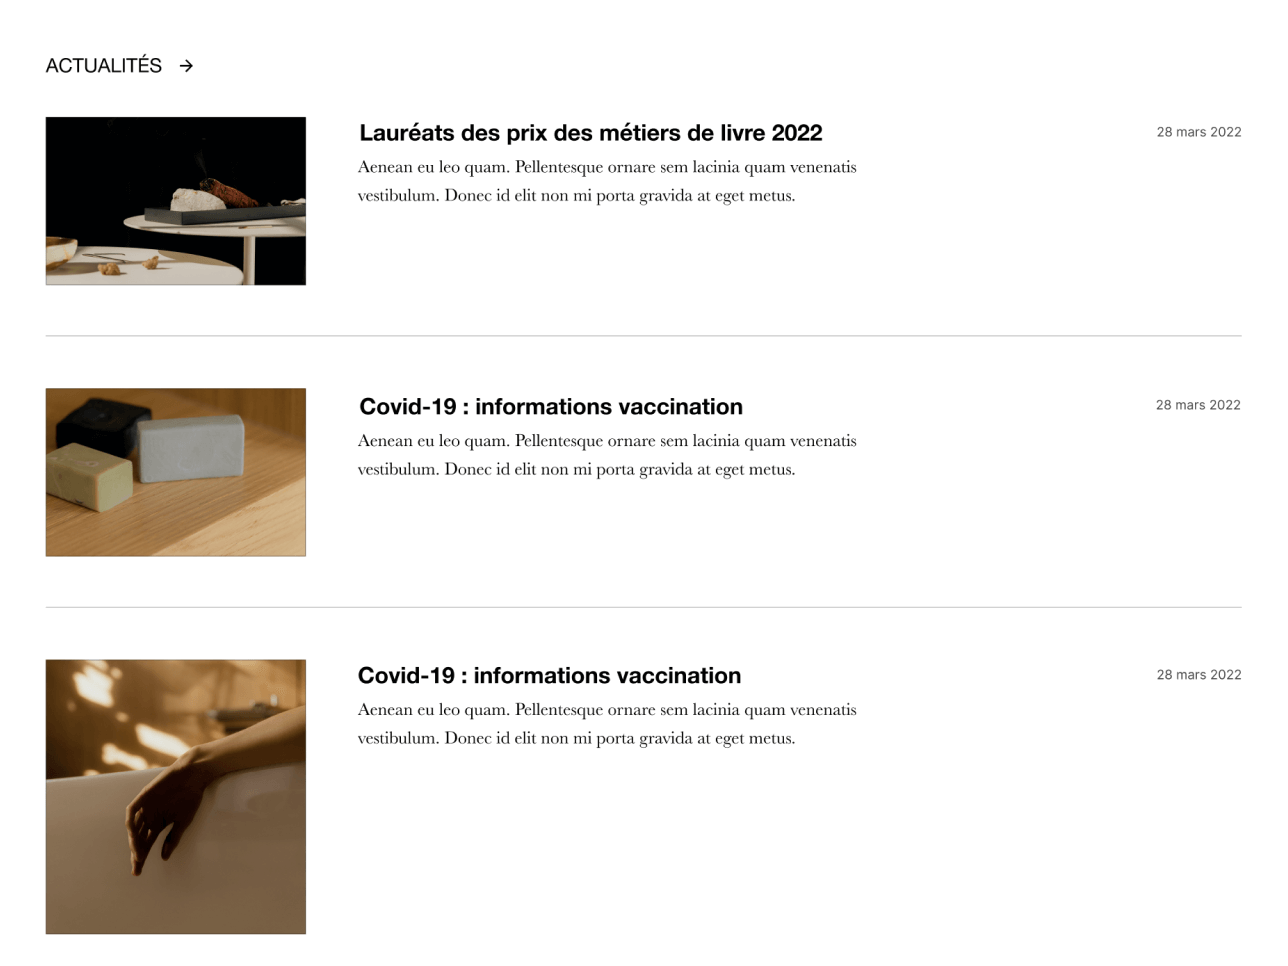 ACTUALITÉS →
Lauréats des prix des métiers de livre 2022
28 mars 2022
Aenean eu leo quam. Pellentesque ornare sem lacinia quam venenatis
vestibulum. Donec id elit non mi porta gravida at eget metus.
Covid-19 : informations vaccination
28 mars 2022
Aenean eu leo quam. Pellentesque ornare sem lacinia quam venenatis
vestibulum. Donec id elit non mi porta gravida at eget metus.
Covid-19 : informations vaccination
28 mars 2022
Aenean eu leo quam. Pellentesque ornare sem lacinia quam venenatis
vestibulum. Donec id elit non mi porta gravida at eget metus.